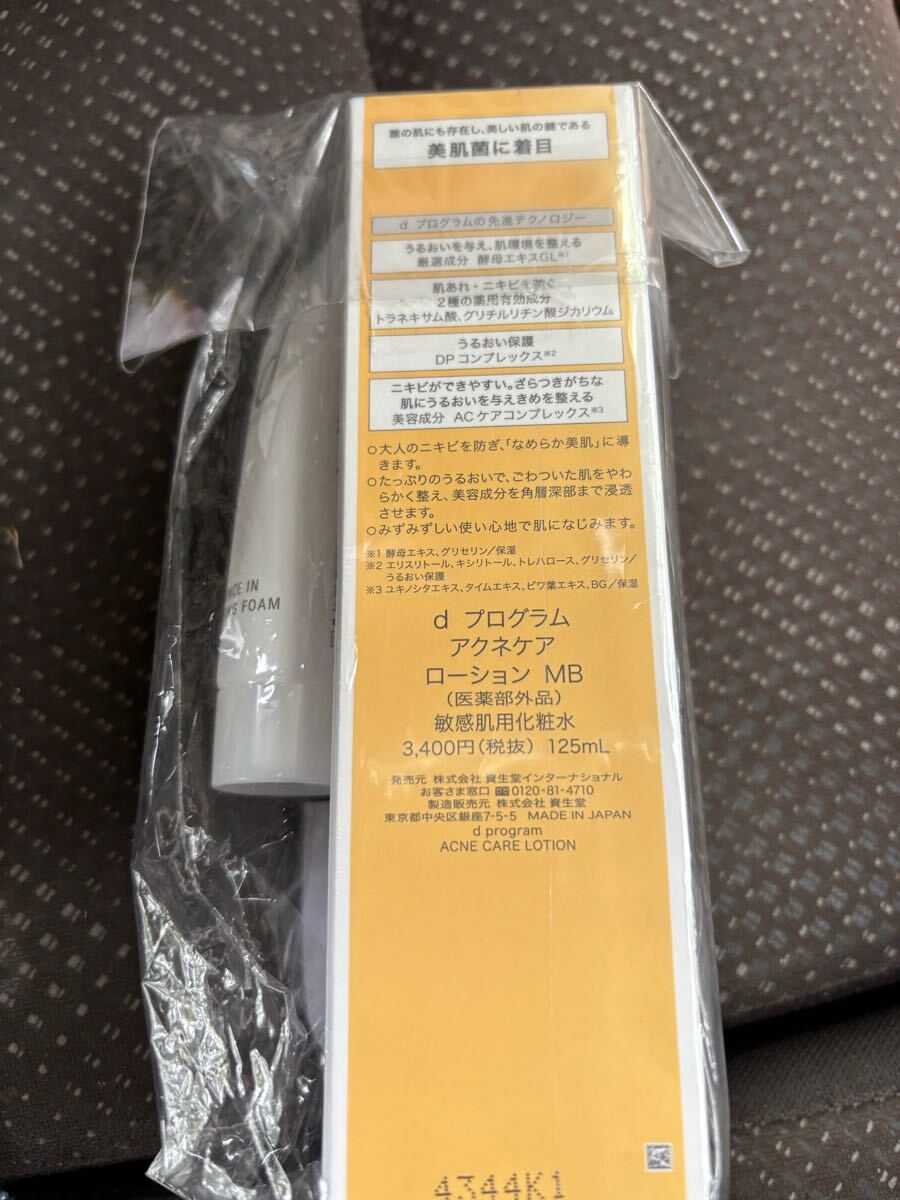 誰の肌にも存在し、美しい肌の鍵である
美肌菌に着目
d プログラムの先進テクノロジー
うるおいを与え、肌環境を整える
厳選成分 酵母エキスGL※1
肌あれ・ニキビを防ぐ
2種の薬用有効成分
トラネキサム酸、グリチルリチン酸ジカリウム
うるおい保護
DP コンプレックス※2
ニキビができやすい。ざらつきがちな
肌にうるおいを与えきめを整える
美容成分 AC ケアコンプレックス※3
○大人のニキビを防ぎ、「なめらか美肌」に導
きます。
○たっぷりのうるおいで、ごわついた肌をやわ
らかく整え、美容成分を角層深部まで浸透
させます。
○みずみずしい使い心地で肌になじみます。
※1 酵母エキス、グリセリン/保湿
※2 エリスリトール、キシリトール、トレハロース、グリセリン/
うるおい保護
※3 ユキノシタエキス、タイムエキス、ビワ葉エキス、BG/保湿
d プログラム
アクネケア
ローション MB
(医薬部外品)
敏感肌用化粧水
3,400円(税抜) 125mL
発売元 株式会社 資生堂インターナショナル
お客さま窓口 0120-81-4710
製造販売元 株式会社 資生堂
東京都中央区銀座7-5-5 MADE IN JAPAN
d program
ACNE CARE LOTION
4344K1
NCE IN
FOAM